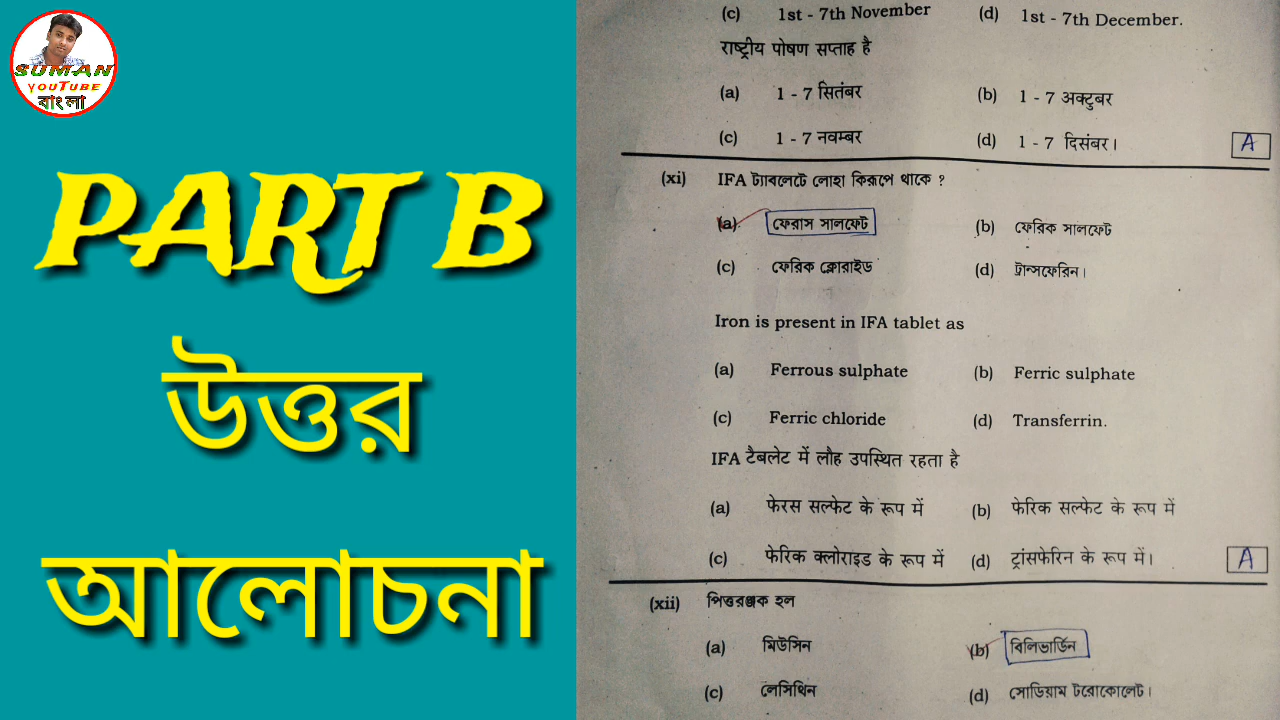 SUMAN
YOUTUBE
বাংলা
PART B
উত্তর
আলোচনা
(c) 1st - 7th November (d) 1st - 7th December.
राष्ट्रीय पोषण सप्ताह है
(a) 1 - 7 सितंबर (b) 1 - 7 अक्टुबर
(c) 1 - 7 नवम्बर (d) 1 - 7 दिसंबर।
A
(xi) IFA ট্যাবলেটে লোহা কিরূপে থাকে ?
(a) ফেরাস সালফেট (b) ফেরিক সালফেট
(c) ফেরিক ক্লোরাইড (d) ট্রান্সফেরিন।
Iron is present in IFA tablet as
(a) Ferrous sulphate (b) Ferric sulphate
(c) Ferric chloride (d) Transferrin.
IFA टैबलेट में लौह उपस्थित रहता है
(a) फेरस सल्फेट के रूप में (b) फेरिक सल्फेट के रूप में
(c) फेरिक क्लोराइड के रूप में (d) ट्रांसफेरिन के रूप में।
A
(xii) পিত্তরঞ্জক হল
(a) মিউসিন (b) বিলিভার্ডিন
(c) লেসিথিন (d) সোডিয়াম টরোকোলেট।